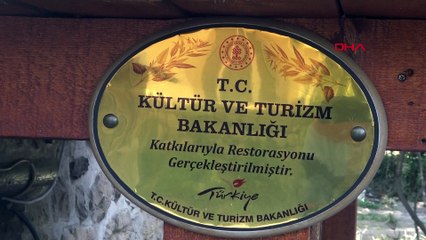 DHA
T.C.
KÜLTÜR VE TURİZM
BAKANLIĞI
Katkılarıyla Restorasyonu
Gerçekleştirilmiştir.
Türkiye
T.C.KÜLTÜR VE TURİZM BAKANLIĞI